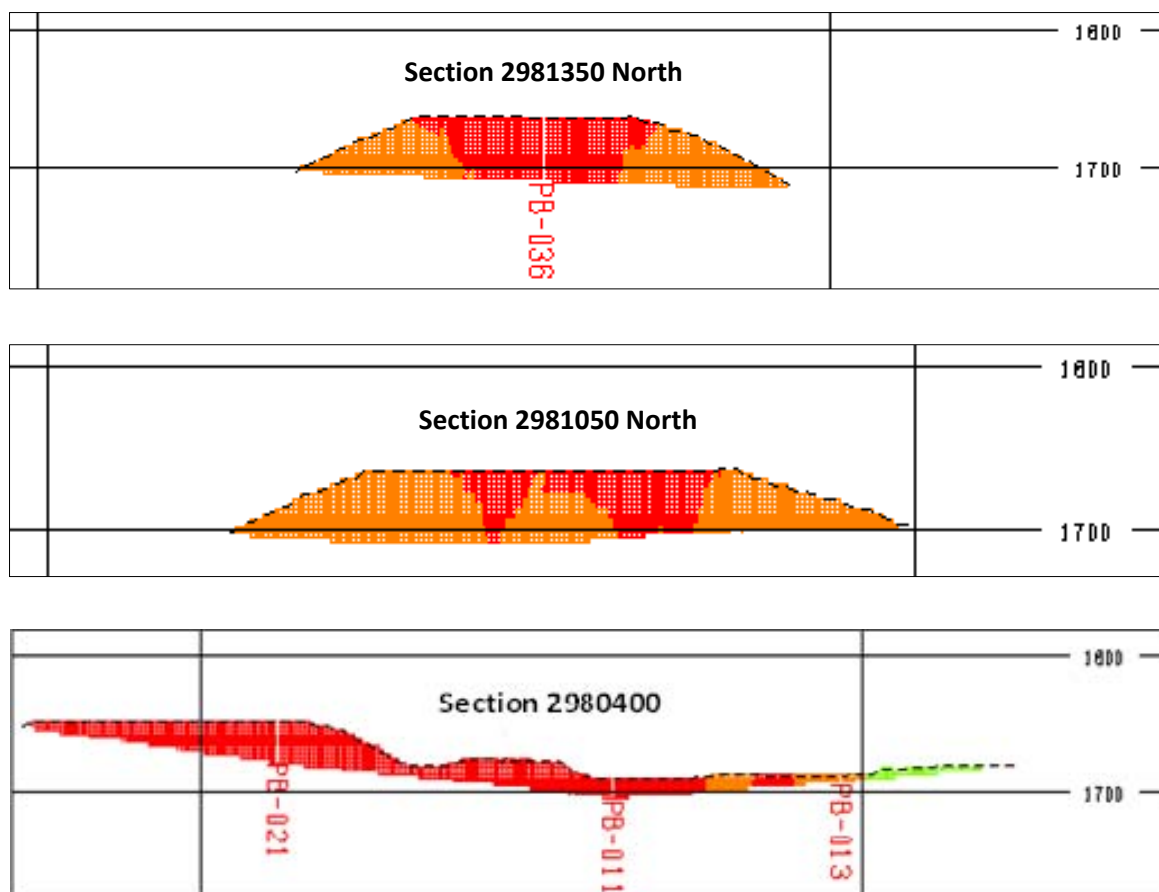 1800
Section 2981350 North
1700
PB-036
1800
Section 2981050 North
1700
1800
Section 2980400
1700
PB-021
PB-011
PB-013